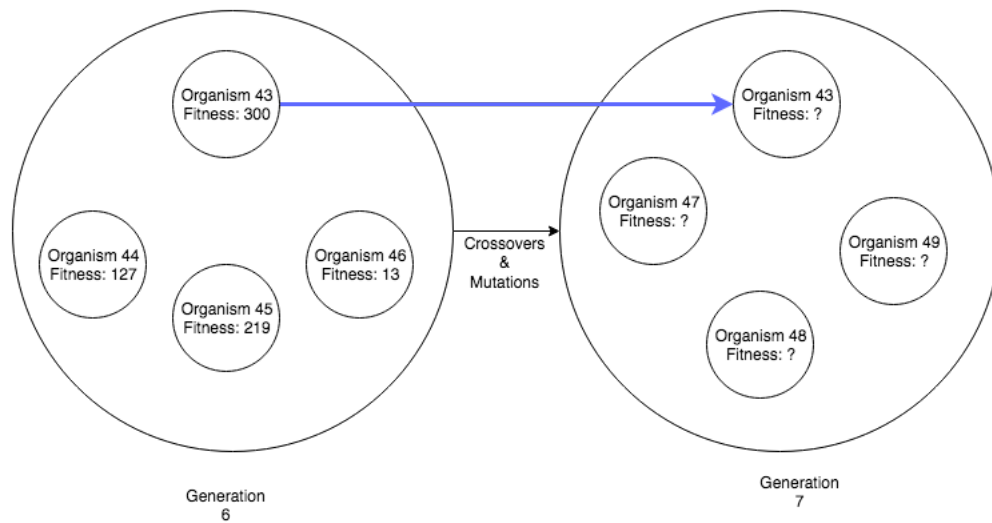 Organism 43
Fitness: 300
Organism 44
Fitness: 127
Organism 45
Fitness: 219
Organism 46
Fitness: 13
Crossovers
&
Mutations
Organism 43
Fitness: ?
Organism 47
Fitness: ?
Organism 49
Fitness: ?
Organism 48
Fitness: ?
Generation
6
Generation
7